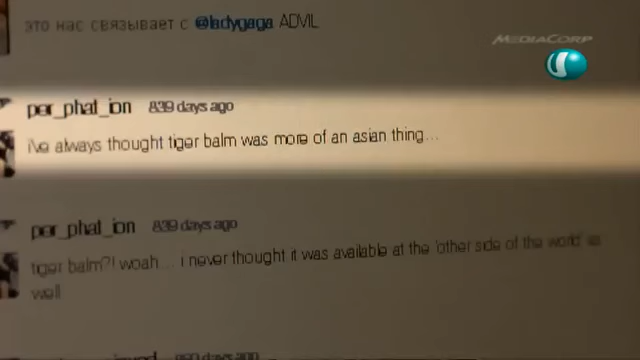 это нас связывает с @ladygaga ADVIL
MEDIACORP
per_phat_ion 839 days ago
i've always thought tiger balm was more of an asian thing...
per_phat_ion 839 days ago
tiger balm?! woah... i never thought it was available at the 'other side of the world' as
well
days ago